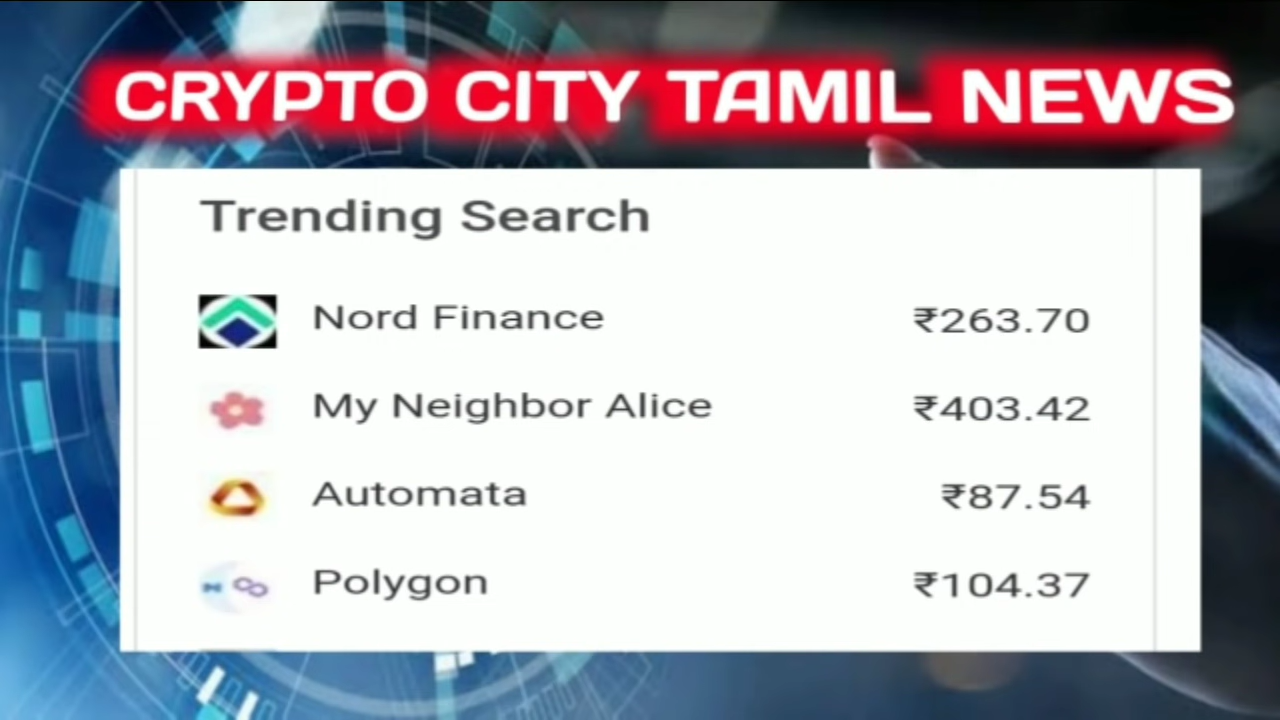 CRYPTO CITY TAMIL NEWS
Trending Search
Nord Finance ₹263.70
My Neighbor Alice ₹403.42
Automata ₹87.54
Polygon ₹104.37